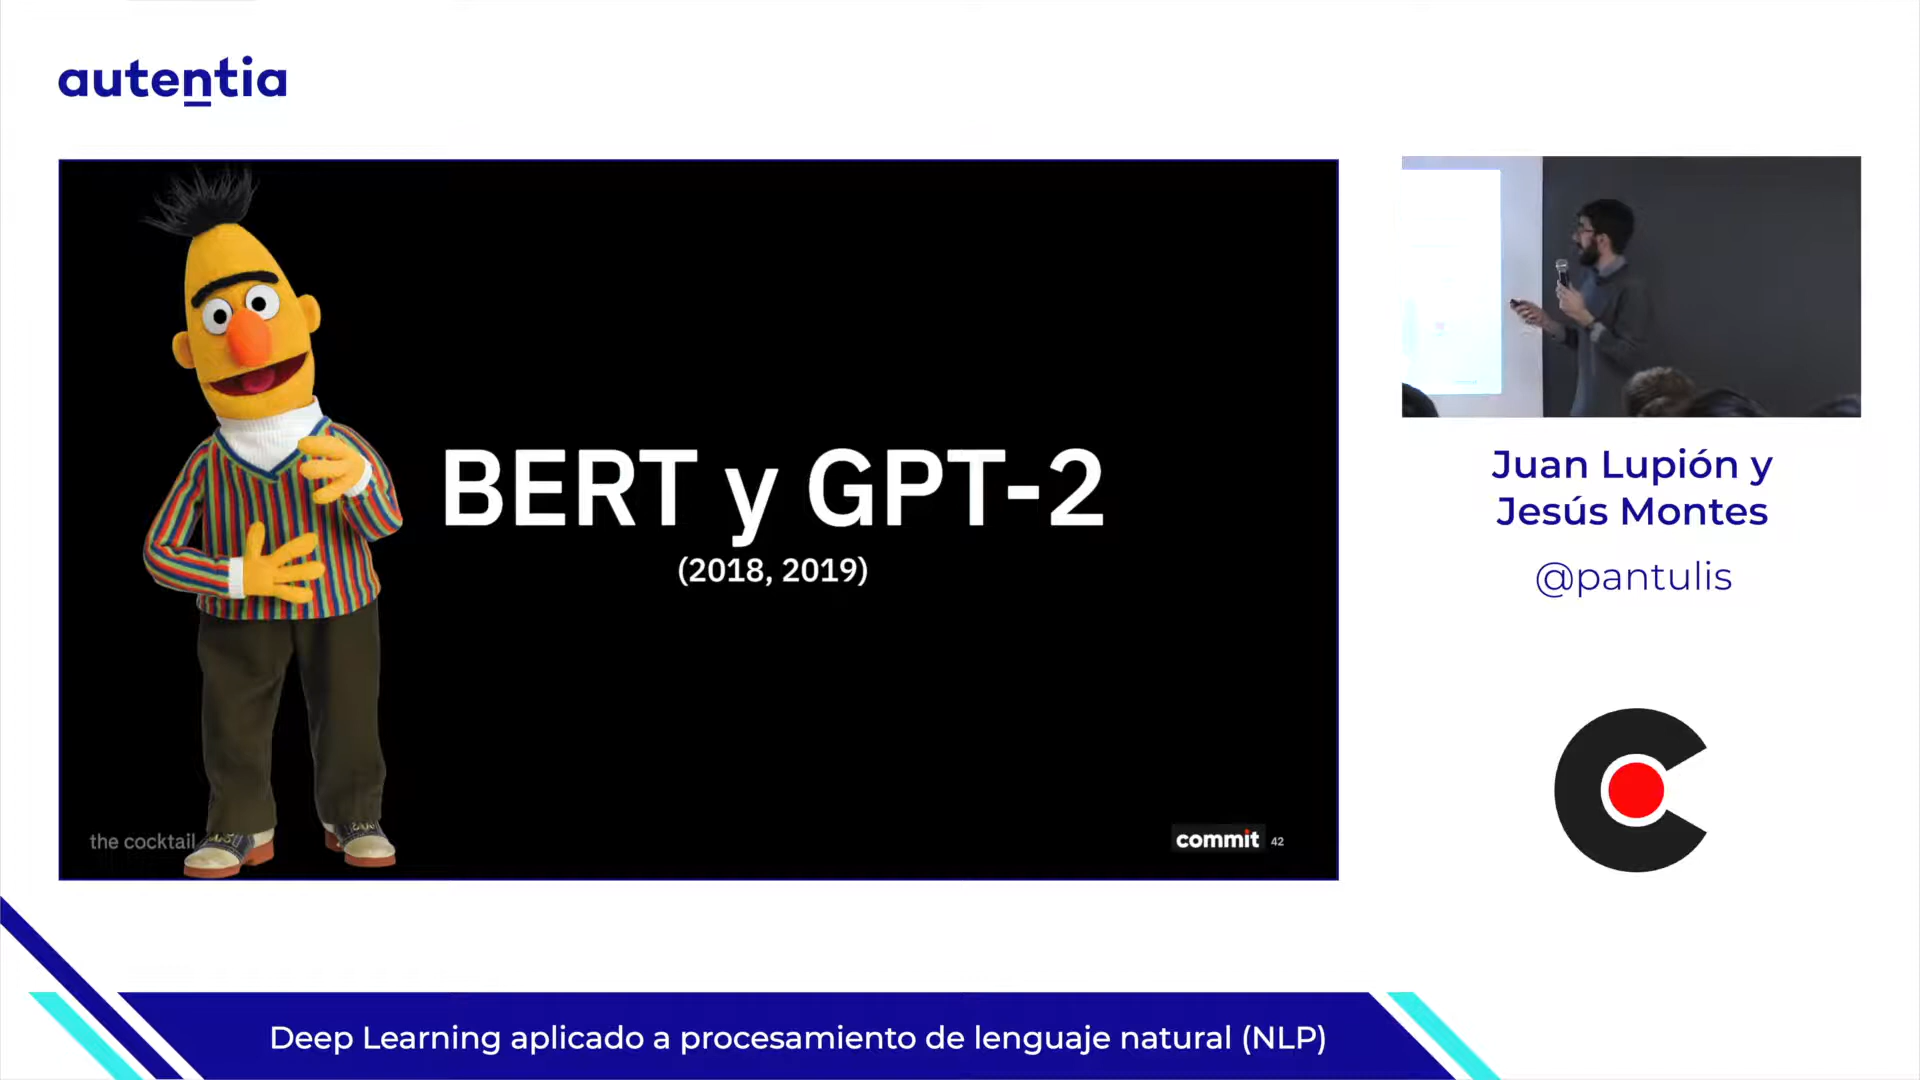 autentia
BERT y GPT-2
(2018, 2019)
the cocktail
commit 42
Juan Lupión y
Jesús Montes
@pantulis
Deep Learning aplicado a procesamiento de lenguaje natural (NLP)